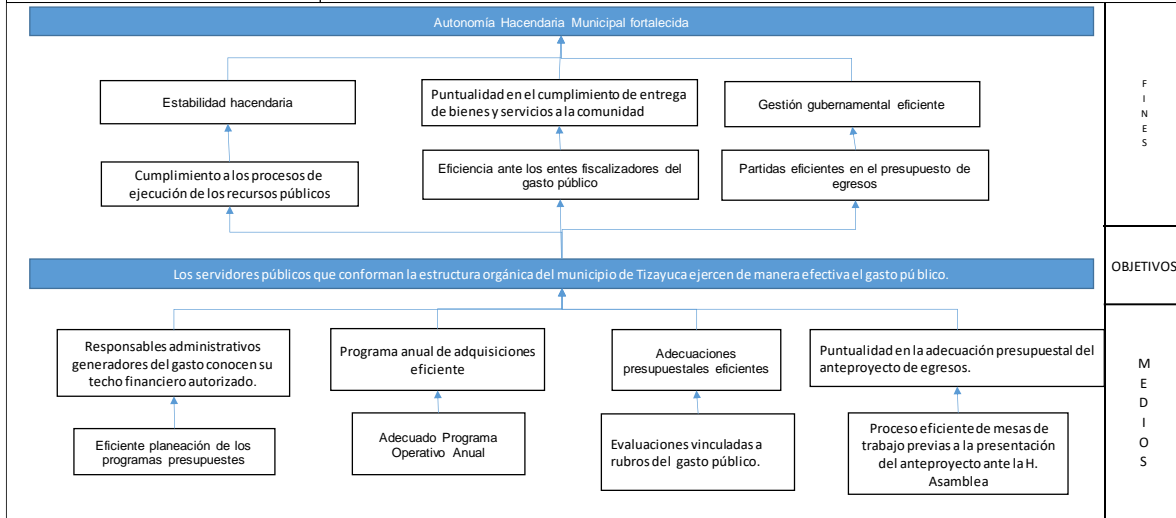 Autonomía Hacendaria Municipal fortalecida
Estabilidad hacendaria
Puntualidad en el cumplimiento de entrega
de bienes y servicios a la comunidad
Gestión gubernamental eficiente
Cumplimiento a los procesos de
ejecución de los recursos públicos
Eficiencia ante los entes fiscalizadores del
gasto público
Partidas eficientes en el presupuesto de
egresos
FINES
Los servidores públicos que conforman la estructura orgánica del municipio de Tizayuca ejercen de manera efectiva el gasto público.
OBJETIVOS
Responsables administrativos
generadores del gasto conocen su
techo financiero autorizado.
Programa anual de adquisiciones
eficiente
Adecuaciones
presupuestales eficientes
Puntualidad en la adecuación presupuestal del
anteproyecto de egresos.
Eficiente planeación de los
programas presupuestes
Adecuado Programa
Operativo Anual
Evaluaciones vinculadas a
rubros del gasto público.
Proceso eficiente de mesas de
trabajo previas a la presentación
del anteproyecto ante la H.
Asamblea
MEDIOS